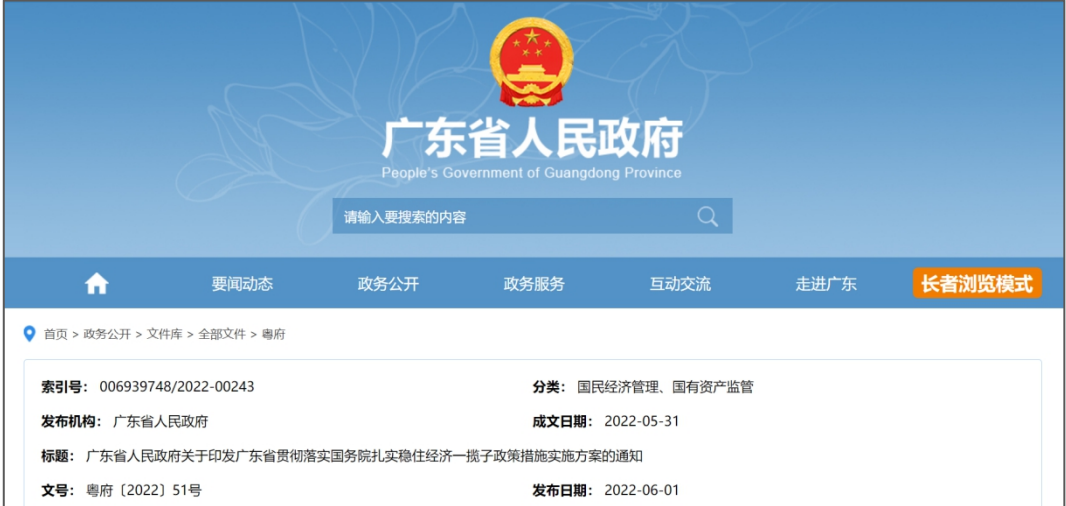 广东省人民政府
People's Government of Guangdong Province
请输入要搜索的内容
要闻动态 政务公开 政务服务 互动交流 走进广东 长者浏览模式
首页 > 政务公开 > 文件库 > 全部文件 > 粤府
索引号： 006939748/2022-00243 分类： 国民经济管理、国有资产监管
发布机构： 广东省人民政府 成文日期： 2022-05-31
标题： 广东省人民政府关于印发广东省贯彻落实国务院扎实稳住经济一揽子政策措施实施方案的通知
文号： 粤府〔2022〕51号 发布日期： 2022-06-01